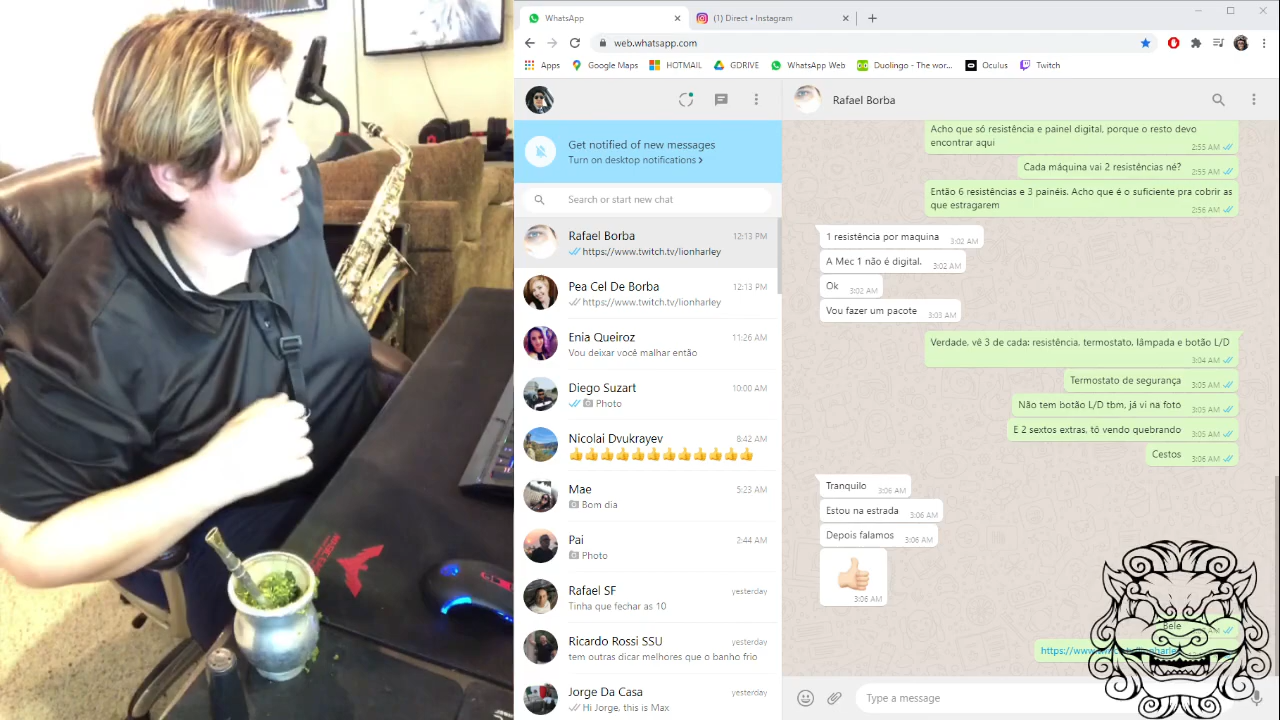 WhatsApp
(1) Direct • Instagram
web.whatsapp.com
Apps
Google Maps
HOTMAIL
GDRIVE
WhatsApp Web
Duolingo - The wor...
Oculus
Twitch
Rafael Borba
Get notified of new messages
Turn on desktop notifications
Search or start new chat
Rafael Borba 12:13 PM
https://www.twitch.tv/lionharley
Pea Cel De Borba 12:13 PM
https://www.twitch.tv/lionharley
Enia Queiroz 11:26 AM
Vou deixar você malhar então
Diego Suzart 10:00 AM
Photo
Nicolai Dvukrayev 8:42 AM
👍👍👍👍👍👍👍👍👍👍👍👍
Mae 5:23 AM
Bom dia
Pai 2:44 AM
Photo
Rafael SF yesterday
Tinha que fechar as 10
Ricardo Rossi SSU yesterday
tem outras dicar melhores que o banho frio
Jorge Da Casa yesterday
Hi Jorge, this is Max
Acho que só resistência e painel digital, porque o resto devo
encontrar aqui
2:55 AM
Cada máquina vai 2 resistências né? 2:55 AM
Então 6 resistências e 3 painéis. Acho que é o suficiente pra cobrir as
que estragarem 2:56 AM
1 resistência por maquina 3:02 AM
A Mec 1 não é digital. 3:02 AM
Ok 3:02 AM
Vou fazer um pacote 3:03 AM
Verdade, vê 3 de cada: resistência, termostato, lâmpada e botão L/D
3:04 AM
Termostato de segurança 3:05 AM
Não tem botão L/D tbm, já vi na foto 3:05 AM
E 2 sextos extras, tô vendo quebrando 3:05 AM
Cestos 3:06 AM
Tranquilo 3:06 AM
Estou na estrada 3:06 AM
Depois falamos 3:06 AM
3:06 AM
Bele
Type a message